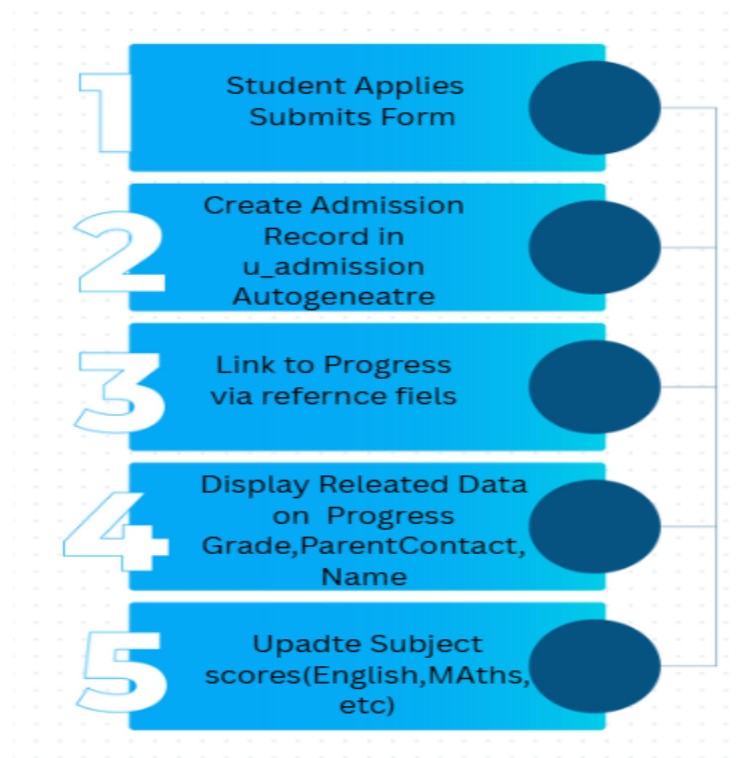 1
Student Applies
Submits Form
2
Create Admission
Record in
u_admission
Autogeneatre
3
Link to Progress
via refernce fiels
4
Display Releated Data
on Progress
Grade,ParentContact,
Name
5
Upadte Subject
scores(English,MAths,
etc)